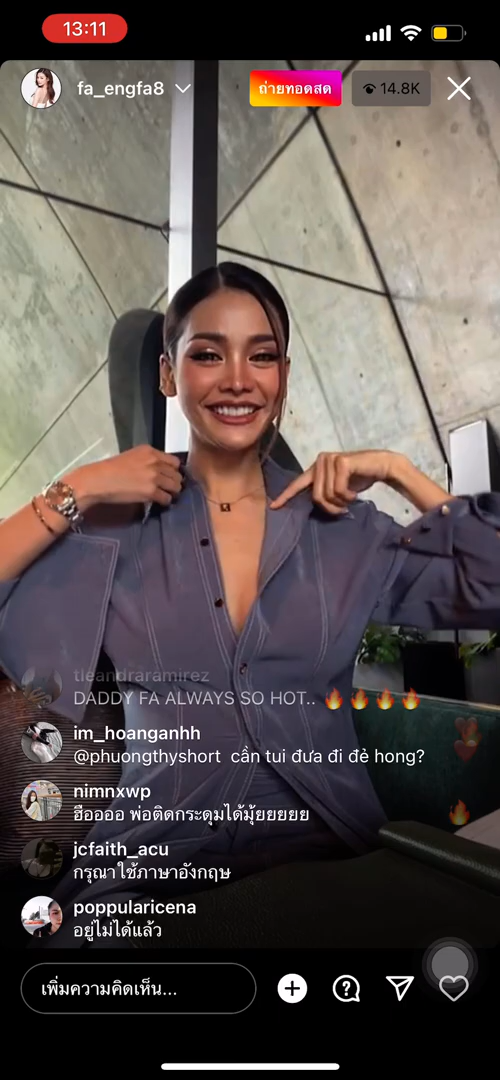 13:11
fa_engfa8
ถ่ายทอดสด
14.8K
tleandraramirez
DADDY FA ALWAYS SO HOT..
im_hoanganhh
@phuongthyshort cần tui đưa đi đẻ hong?
nimnxwp
ฮืออออ พ่อติดกระดุมได้มุ้ยยยยย
jcfaith_acu
กรุณาใช้ภาษาอังกฤษ
poppularicena
อยู่ไม่ได้แล้ว
เพิ่มความคิดเห็น...